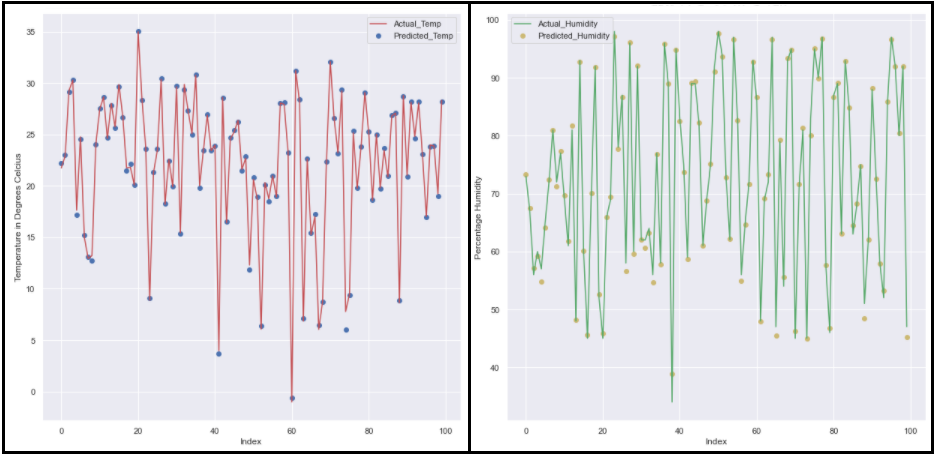 Actual_Temp
Predicted_Temp
35
30
25
20
15
10
5
0
Temperature in Degrees Celcius
0 20 40 60 80 100
Index
Actual_Humidity
Predicted_Humidity
100
90
80
70
60
50
40
Percentage Humidity
0 20 40 60 80 100
Index